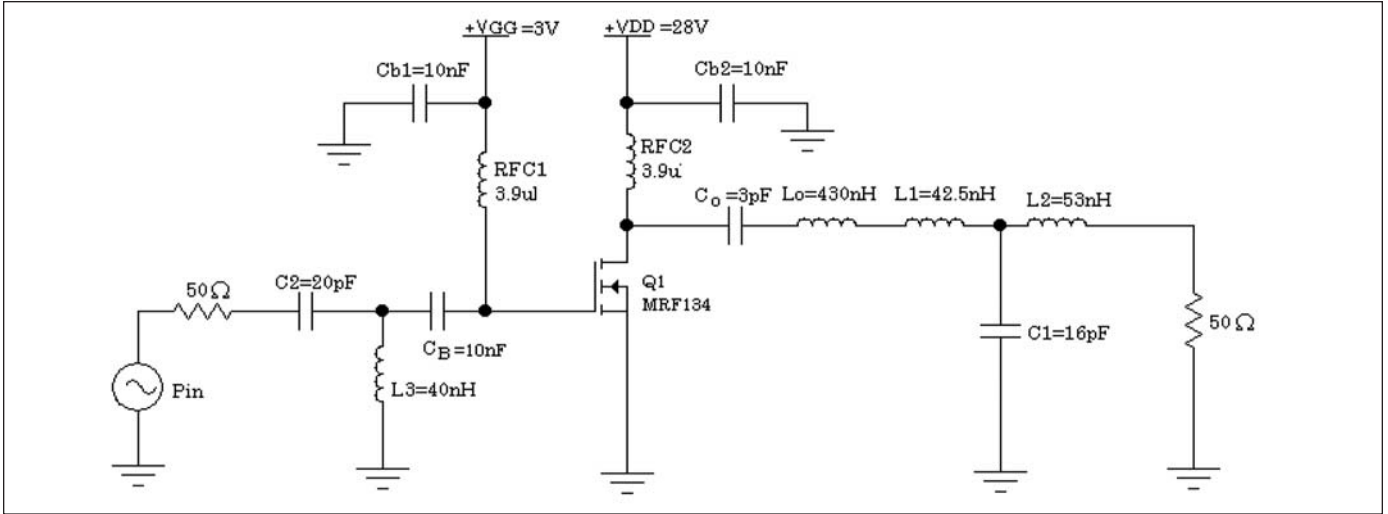 +VGG =3V
+VDD =28V
Cb1=10nF
Cb2=10nF
RFC1
3.9ul
RFC2
3.9u
Co =3pF
Lo=430nH
L1=42.5nH
L2=53nH
50Ω
C2=20pF
Q1
MRF134
CB=10nF
C1=16pF
50Ω
Pin
L3=40nH